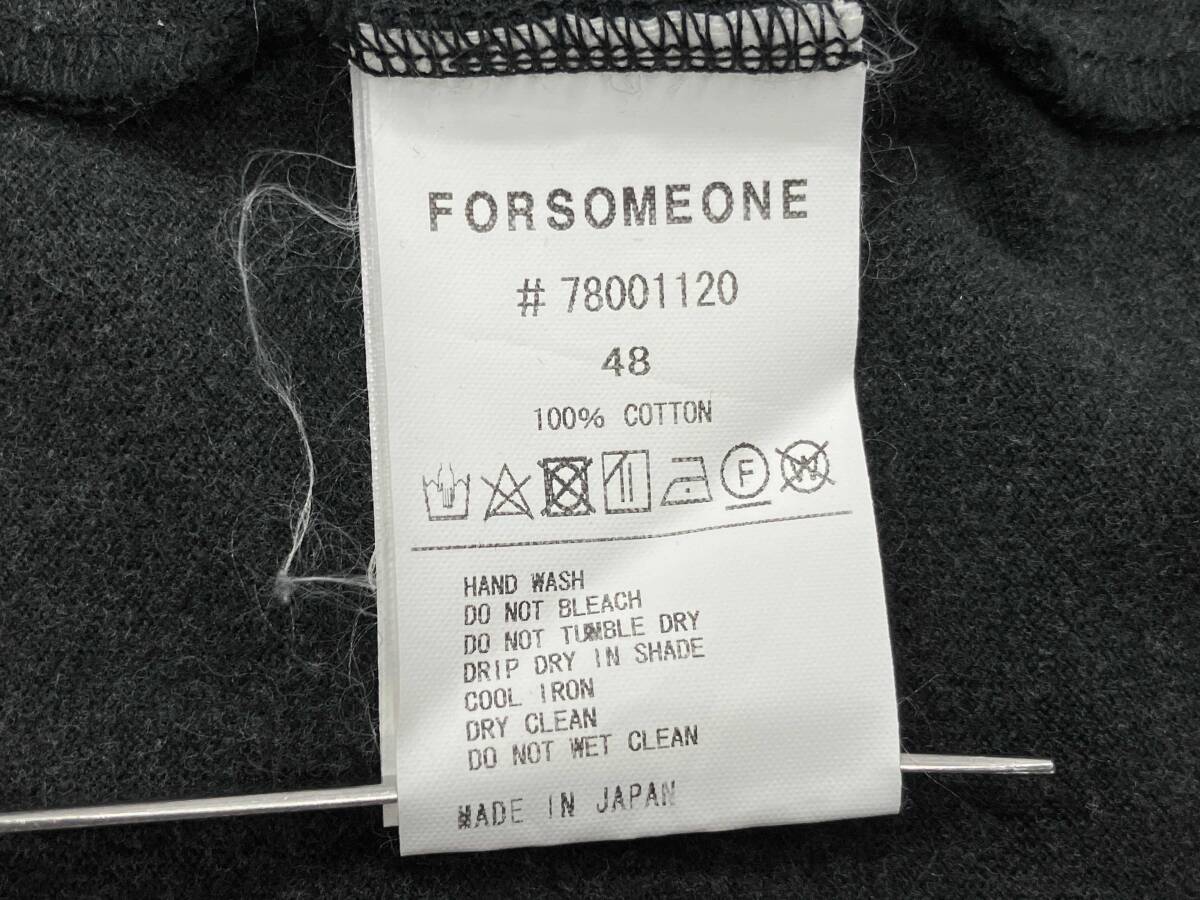 FORSOMEONE
# 78001120
48
100% COTTON
F W
HAND WASH
DO NOT BLEACH
DO NOT TUMBLE DRY
DRIP DRY IN SHADE
COOL IRON
DRY CLEAN
DO NOT WET CLEAN
MADE IN JAPAN